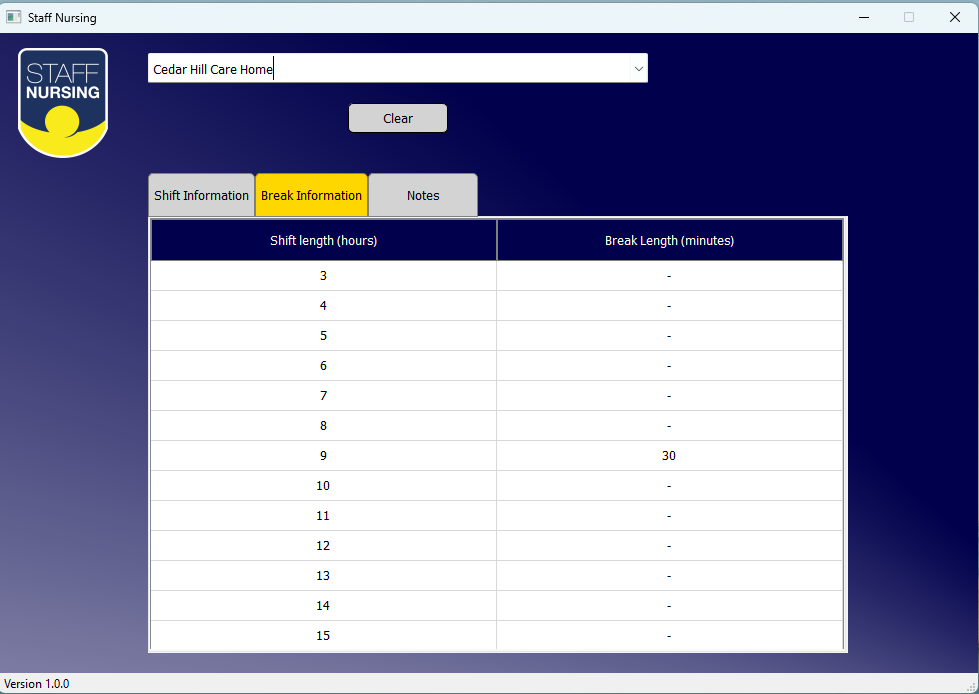 Staff Nursing
STAFF
NURSING
Cedar Hill Care Home
Clear
Shift Information Break Information Notes
Shift length (hours) Break Length (minutes)
3 -
4 -
5 -
6 -
7 -
8 -
9 30
10 -
11 -
12 -
13 -
14 -
15 -
Version 1.0.0